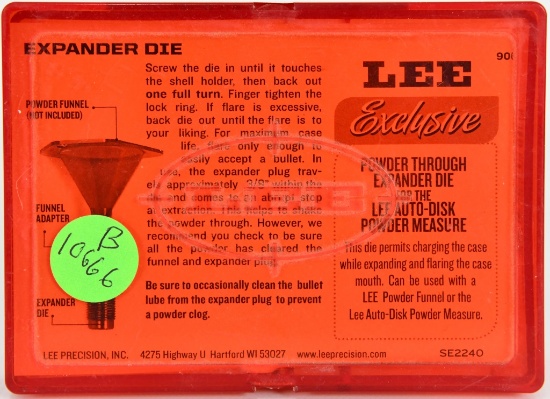 EXPANDER DIE
Screw the die in until it touches
the shell holder, then back out
one full turn. Finger tighten the
lock ring. If flare is excessive,
back die out until the flare is to
your liking. For maximum case
life, flare only enough to
easily accept a bullet. In
use, the expander plug trav-
els approximately 3/8" within the
die and comes to an abrupt stop
at extraction. This helps to shake
the powder through. However, we
recommend you check to be sure
all the powder has cleared the
funnel and expander plug.
Be sure to occasionally clean the bullet
lube from the expander plug to prevent
a powder clog.
POWDER FUNNEL
(NOT INCLUDED)
FUNNEL
ADAPTER
B
10666
EXPANDER
DIE
LEE
Exclusive
POWDER THROUGH
EXPANDER DIE
FOR THE
LEE AUTO-DISK
POWDER MEASURE
This die permits charging the case
while expanding and flaring the case
mouth. Can be used with a
LEE Powder Funnel or the
Lee Auto-Disk Powder Measure.
LEE PRECISION, INC. 4275 Highway U Hartford WI 53027 www.leeprecision.com SE2240